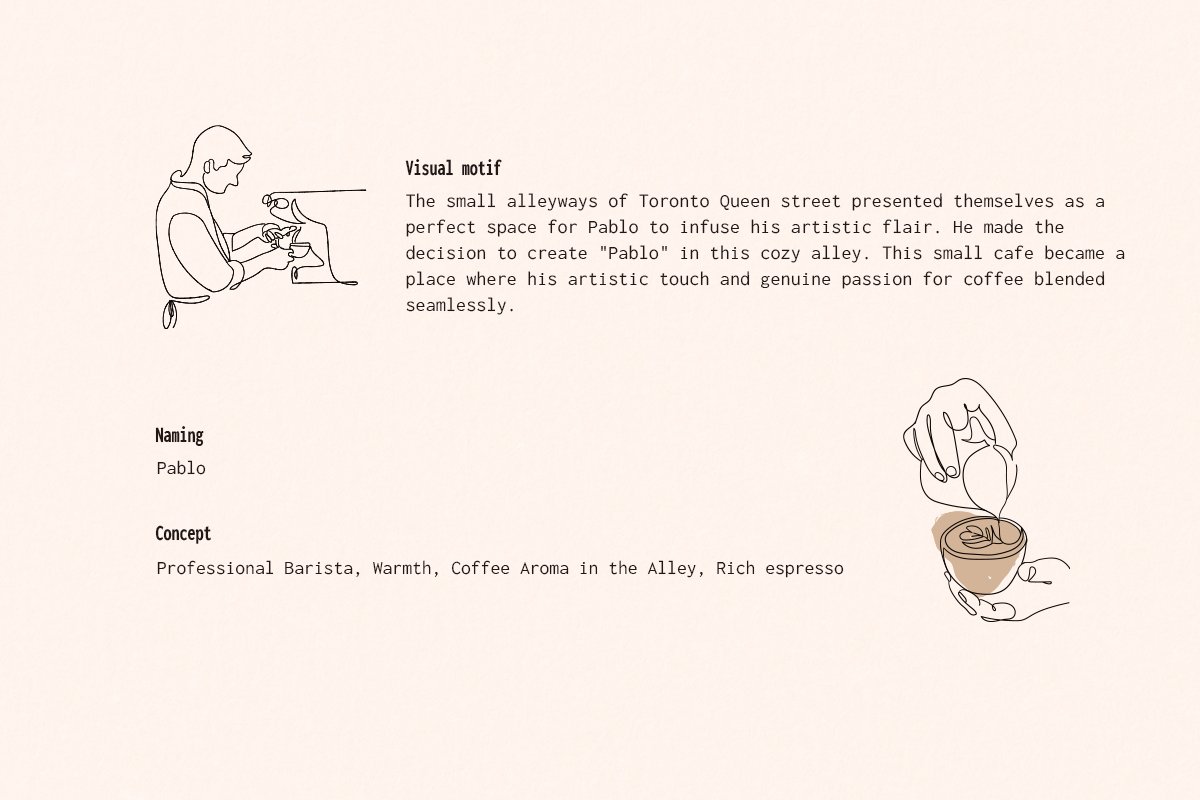 Visual motif
The small alleyways of Toronto Queen street presented themselves as a
perfect space for Pablo to infuse his artistic flair. He made the
decision to create "Pablo" in this cozy alley. This small cafe became a
place where his artistic touch and genuine passion for coffee blended
seamlessly.
Naming
Pablo
Concept
Professional Barista, Warmth, Coffee Aroma in the Alley, Rich espresso